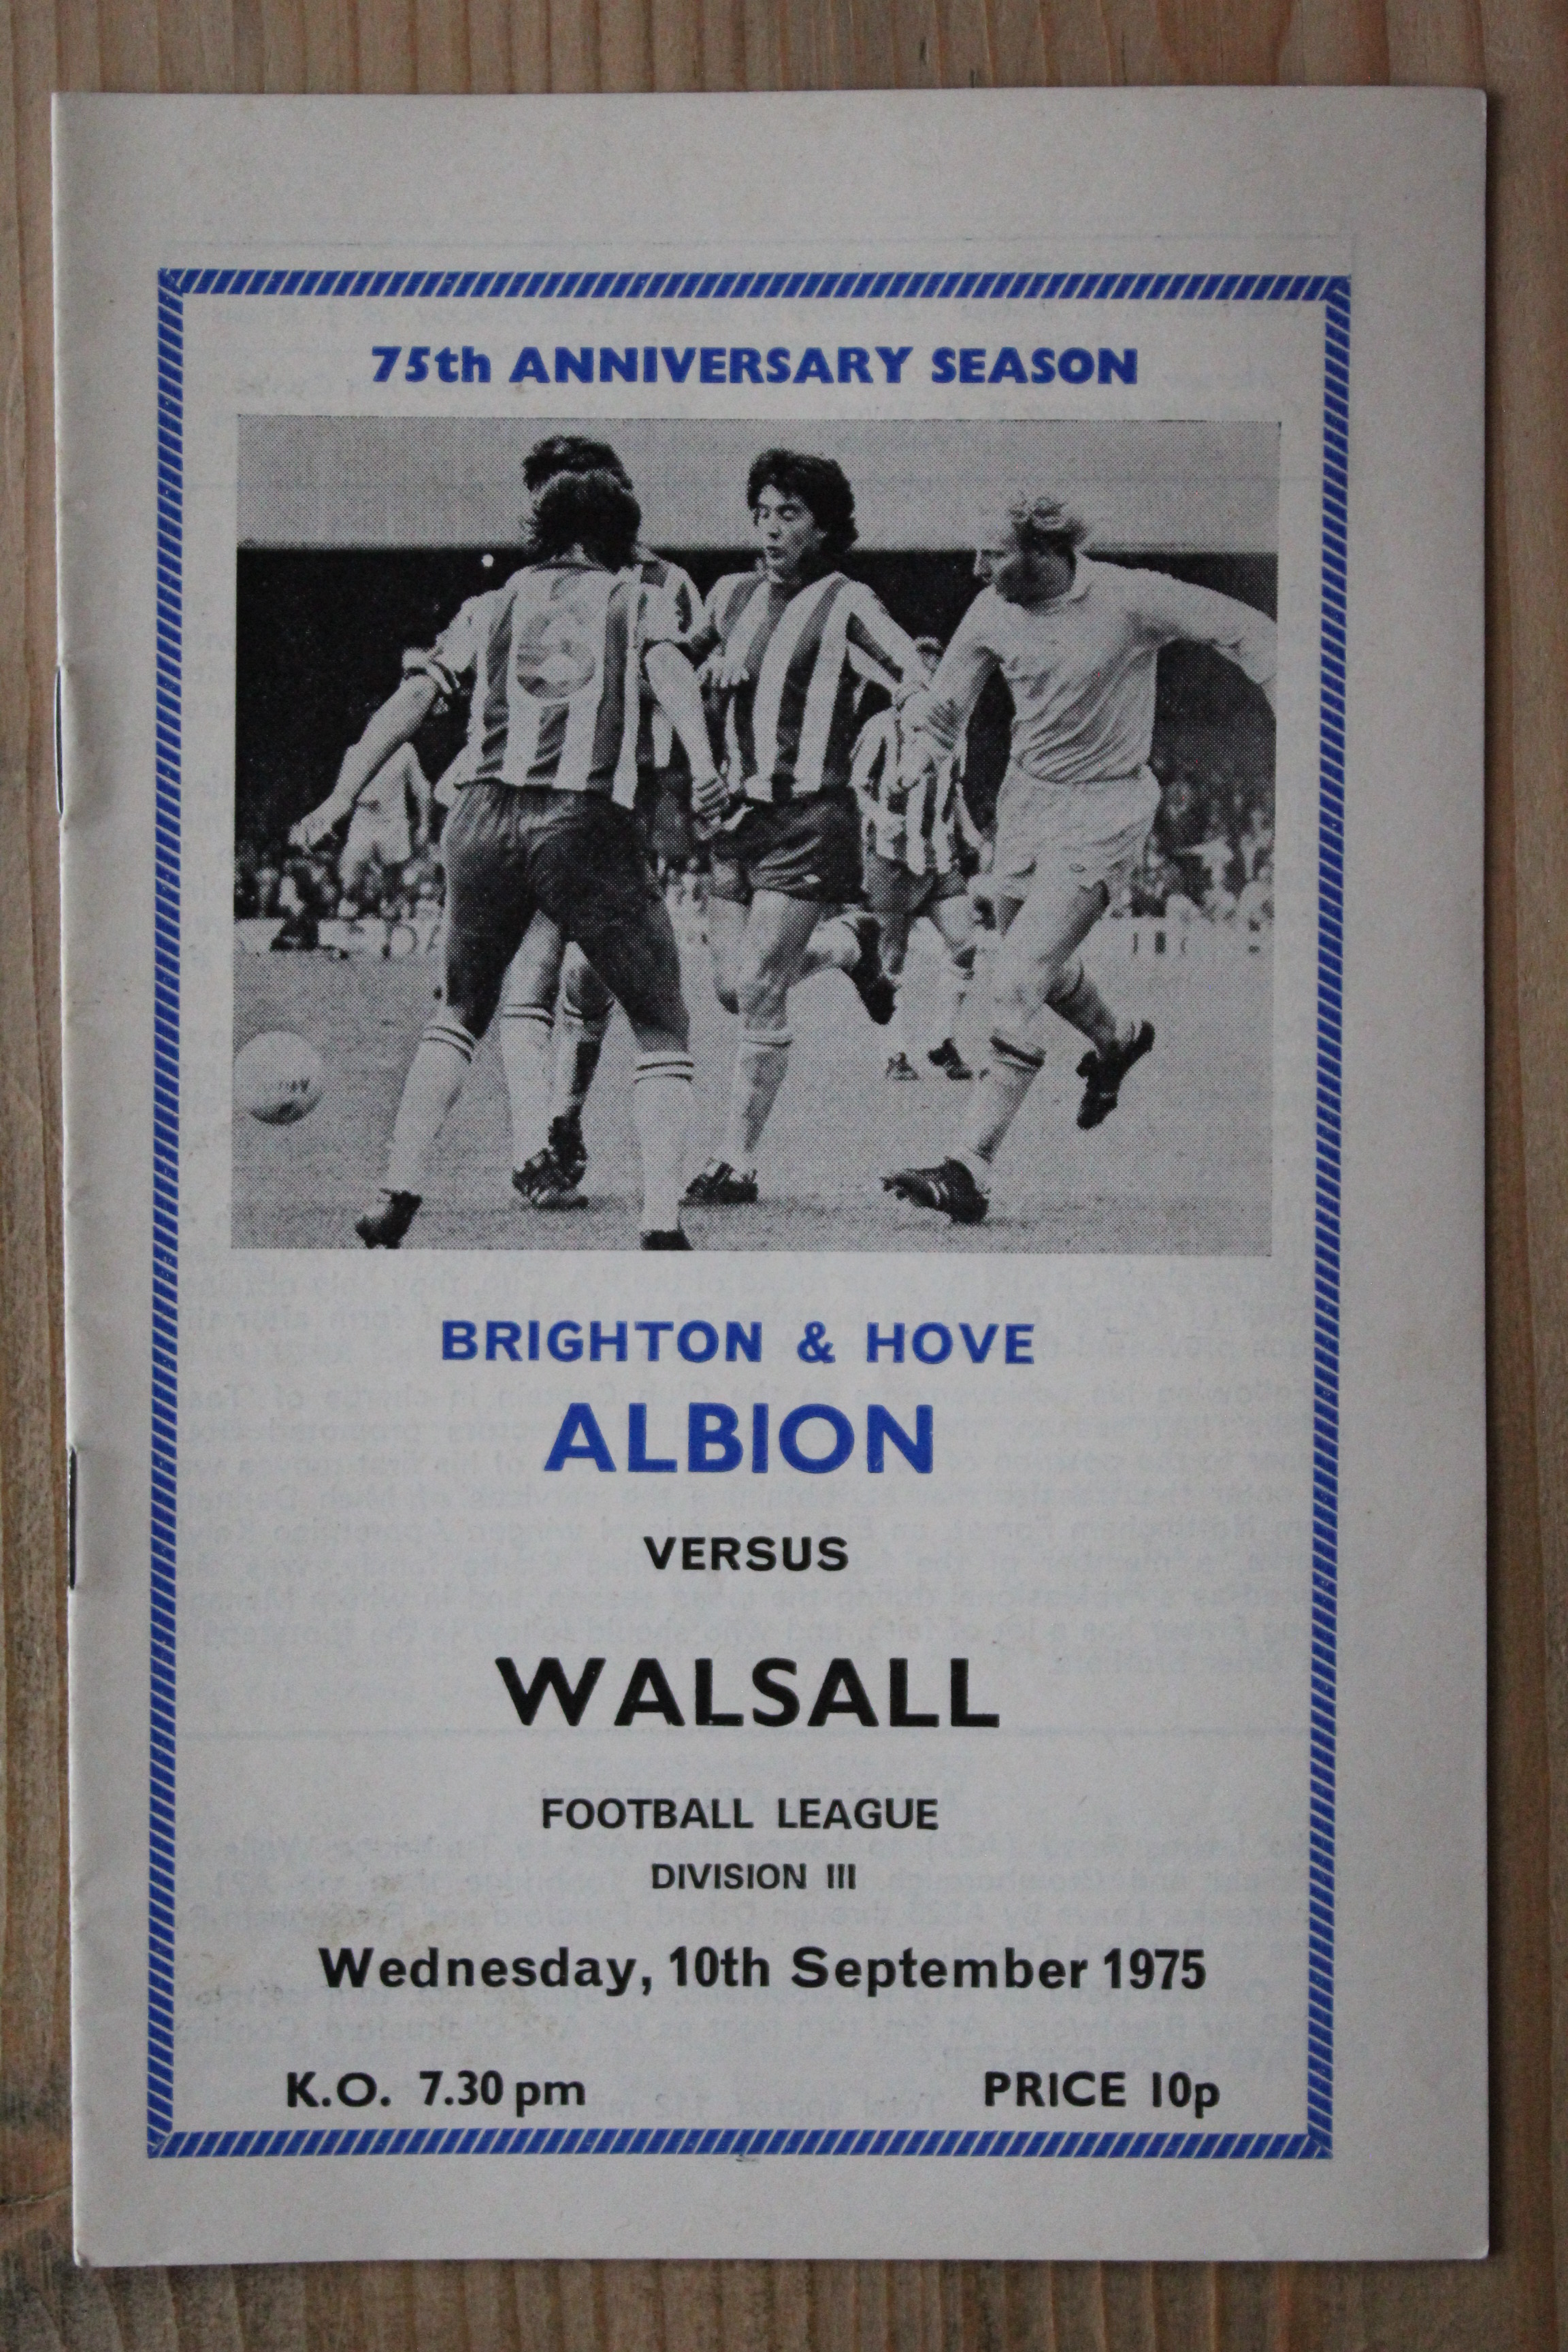 75th ANNIVERSARY SEASON
BRIGHTON & HOVE
ALBION
VERSUS
WALSALL
FOOTBALL LEAGUE
DIVISION III
Wednesday, 10th September 1975
K.O. 7.30 pm PRICE 10p